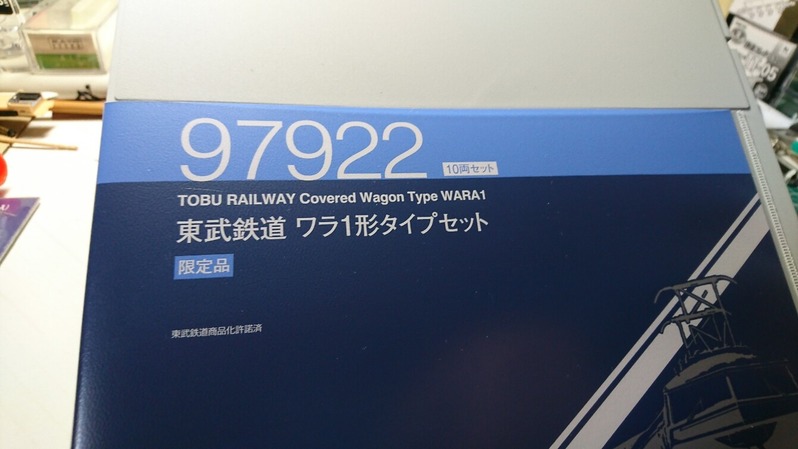 97922
10両セット
TOBU RAILWAY Covered Wagon Type WARA1
東武鉄道 ワラ1形タイプセット
限定品
東武鉄道商品化許諾済